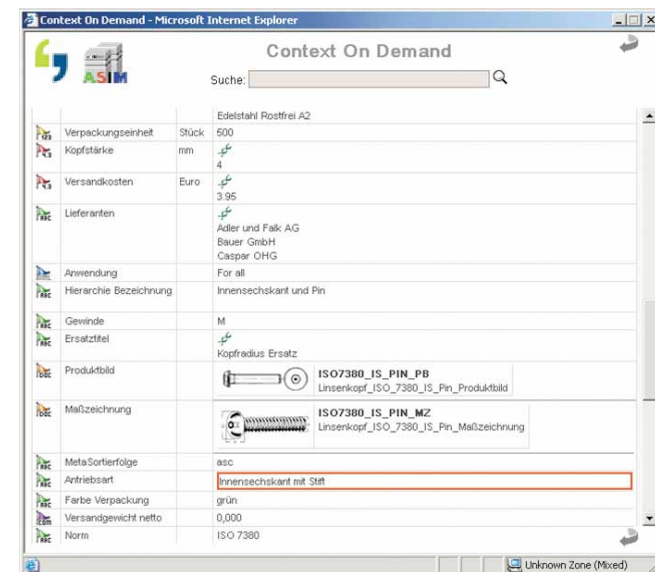 Context On Demand - Microsoft Internet Explorer
Context On Demand
ASIM
Suche:
Edelstahl Rostfrei A2
Verpackungseinheit Stück 500
Kopfstärke mm
4
Versandkosten Euro
3.95
Lieferanten
Adler und Falk AG
Bauer GmbH
Caspar OHG
Anwendung For all
Hierarchie Bezeichnung Innensechskant und Pin
Gewinde M
Ersatztitel
Kopfradius Ersatz
Produktbild ISO7380_IS_PIN_PB
Linsenkopf_ISO_7380_IS_Pin_Produktbild
Maßzeichnung ISO7380_IS_PIN_MZ
Linsenkopf_ISO_7380_IS_Pin_Maßzeichnung
MetaSortierfolge asc
Antriebsart Innensechskant mit Stift
Farbe Verpackung grün
Versandgewicht netto 0,000
Norm ISO 7380
Unknown Zone (Mixed)